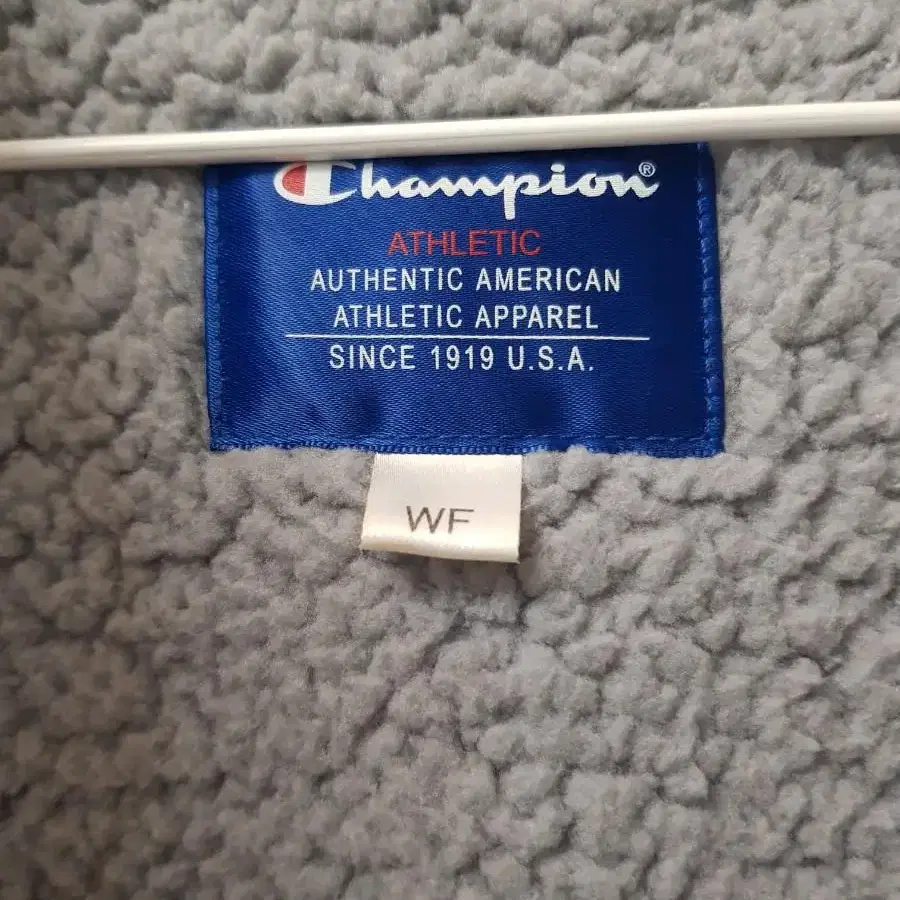 Champion®
ATHLETIC
AUTHENTIC AMERICAN
ATHLETIC APPAREL
SINCE 1919 U.S.A.
WF